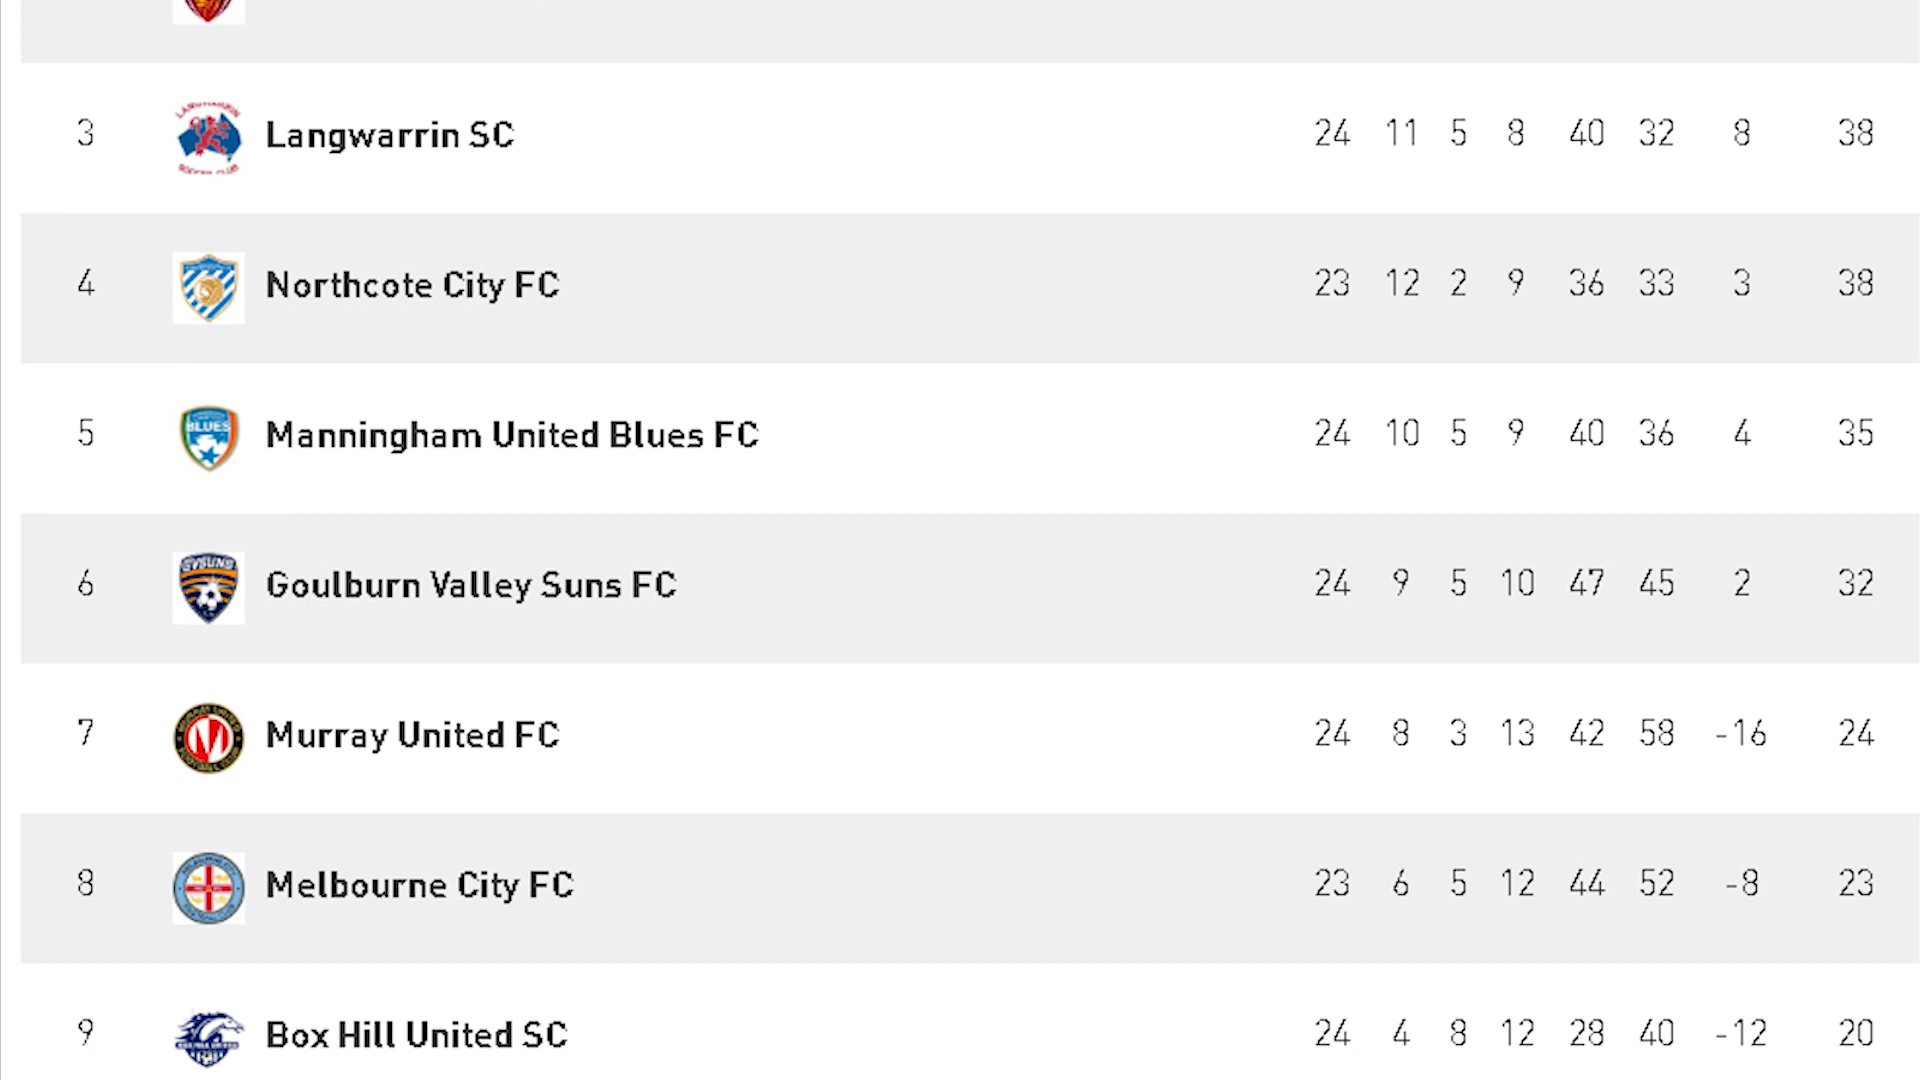 3 Langwarrin SC 24 11 5 8 40 32 8 38
4 Northcote City FC 23 12 2 9 36 33 3 38
BLUES
5 Manningham United Blues FC 24 10 5 9 40 36 4 35
GVSUNS
6 Goulburn Valley Suns FC 24 9 5 10 47 45 2 32
7 Murray United FC 24 8 3 13 42 58 -16 24
8 Melbourne City FC 23 6 5 12 44 52 -8 23
9 Box Hill United SC 24 4 8 12 28 40 -12 20